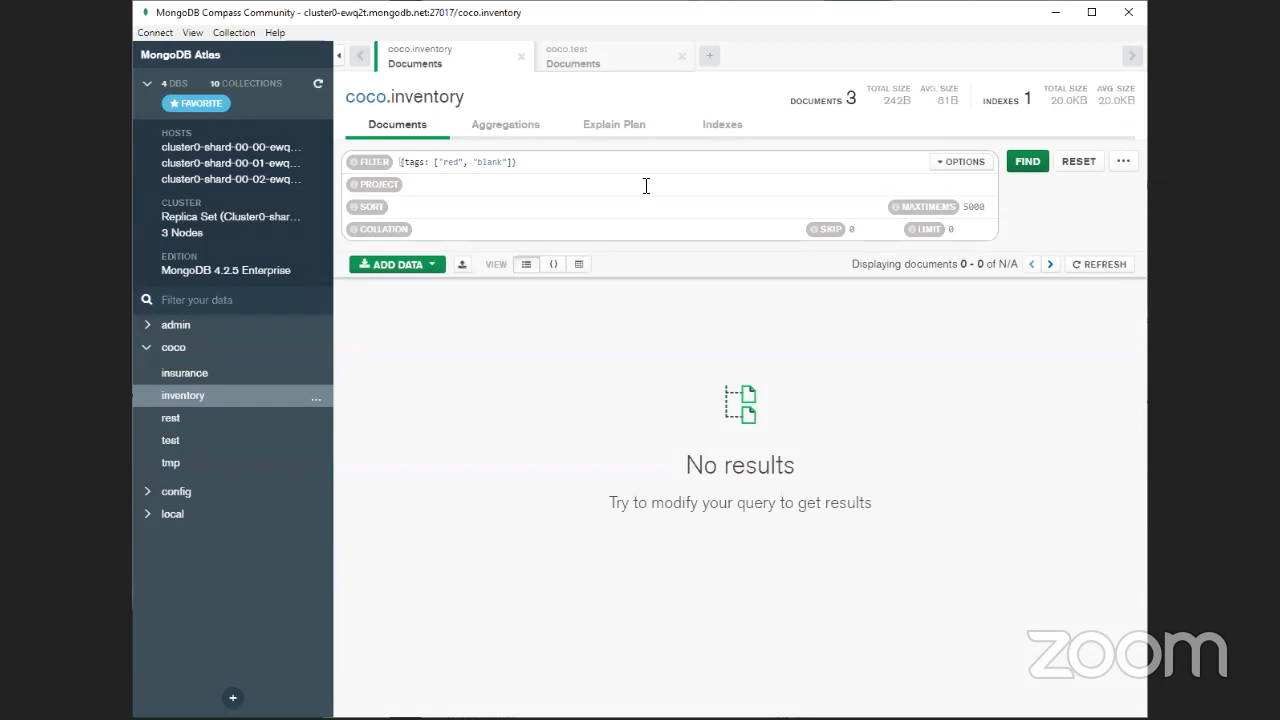 MongoDB Compass Community - cluster0-ewq2t.mongodb.net:27017/coco.inventory
Connect View Collection Help
MongoDB Atlas
4 DBS 10 COLLECTIONS
FAVORITE
HOSTS
cluster0-shard-00-00-ewq...
cluster0-shard-00-01-ewq...
cluster0-shard-00-02-ewq...
CLUSTER
Replica Set (Cluster0-shar...
3 Nodes
EDITION
MongoDB 4.2.5 Enterprise
Filter your data
admin
coco
insurance
inventory ...
rest
test
tmp
config
local
coco.inventory
Documents
coco.test
Documents
coco.inventory
DOCUMENTS 3
TOTAL SIZE
242B
AVG. SIZE
81B
INDEXES 1
TOTAL SIZE
20.0KB
AVG. SIZE
20.0KB
Documents Aggregations Explain Plan Indexes
FILTER {tags: ["red", "blank"]} OPTIONS FIND RESET
PROJECT
SORT MAXTIMEMS 5000
COLLATION SKIP 0 LIMIT 0
ADD DATA VIEW {} Displaying documents 0 - 0 of N/A REFRESH
No results
Try to modify your query to get results
zoom